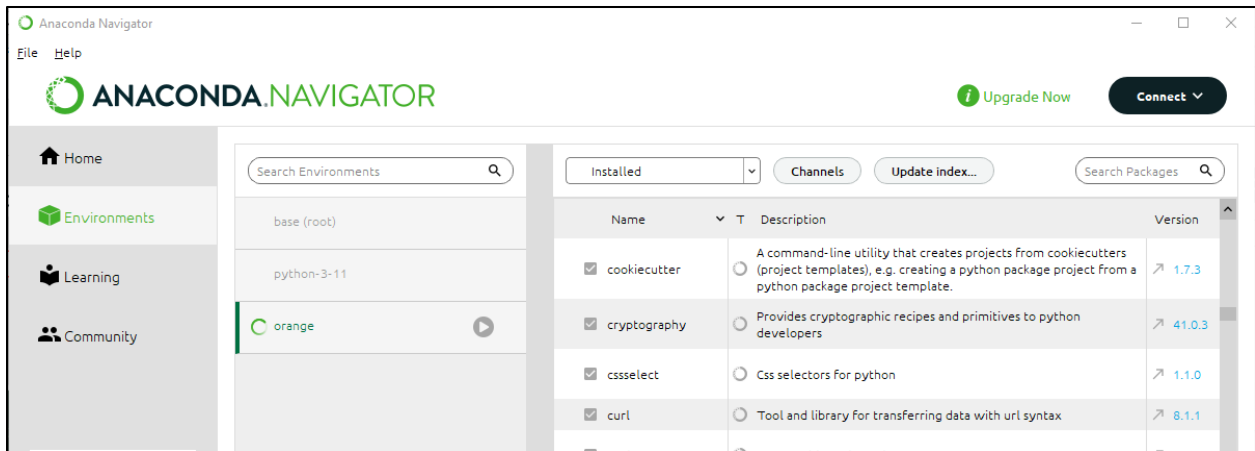 Anaconda Navigator
File Help
ANACONDA.NAVIGATOR
i Upgrade Now
Connect
Home
Environments
Learning
Community
Search Environments
base (root)
python-3-11
orange
Installed
Channels
Update index...
Search Packages
Name T Description Version
cookiecutter
A command-line utility that creates projects from cookiecutters
(project templates), e.g. creating a python package project from a
python package project template.
1.7.3
cryptography
Provides cryptographic recipes and primitives to python
developers
41.0.3
cssselect Css selectors for python 1.1.0
curl Tool and library for transferring data with url syntax 8.1.1